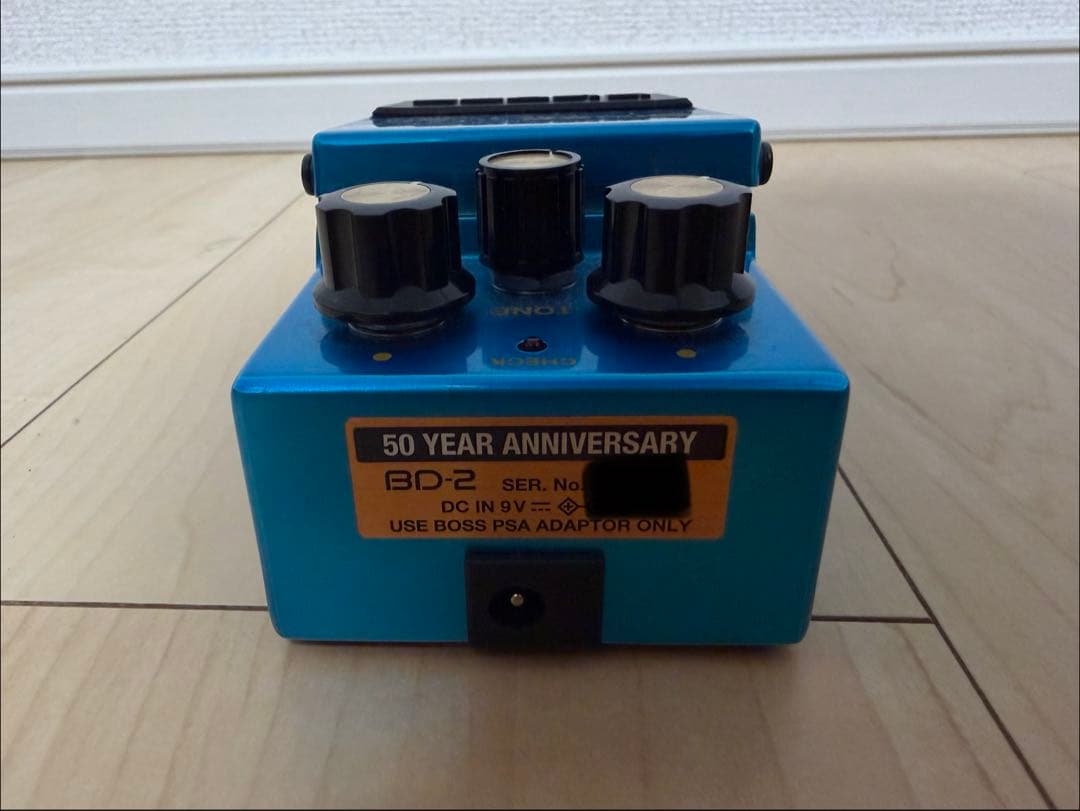 TONE
CHECK
50 YEAR ANNIVERSARY
BD-2 SER. No.
DC IN 9V
USE BOSS PSA ADAPTOR ONLY